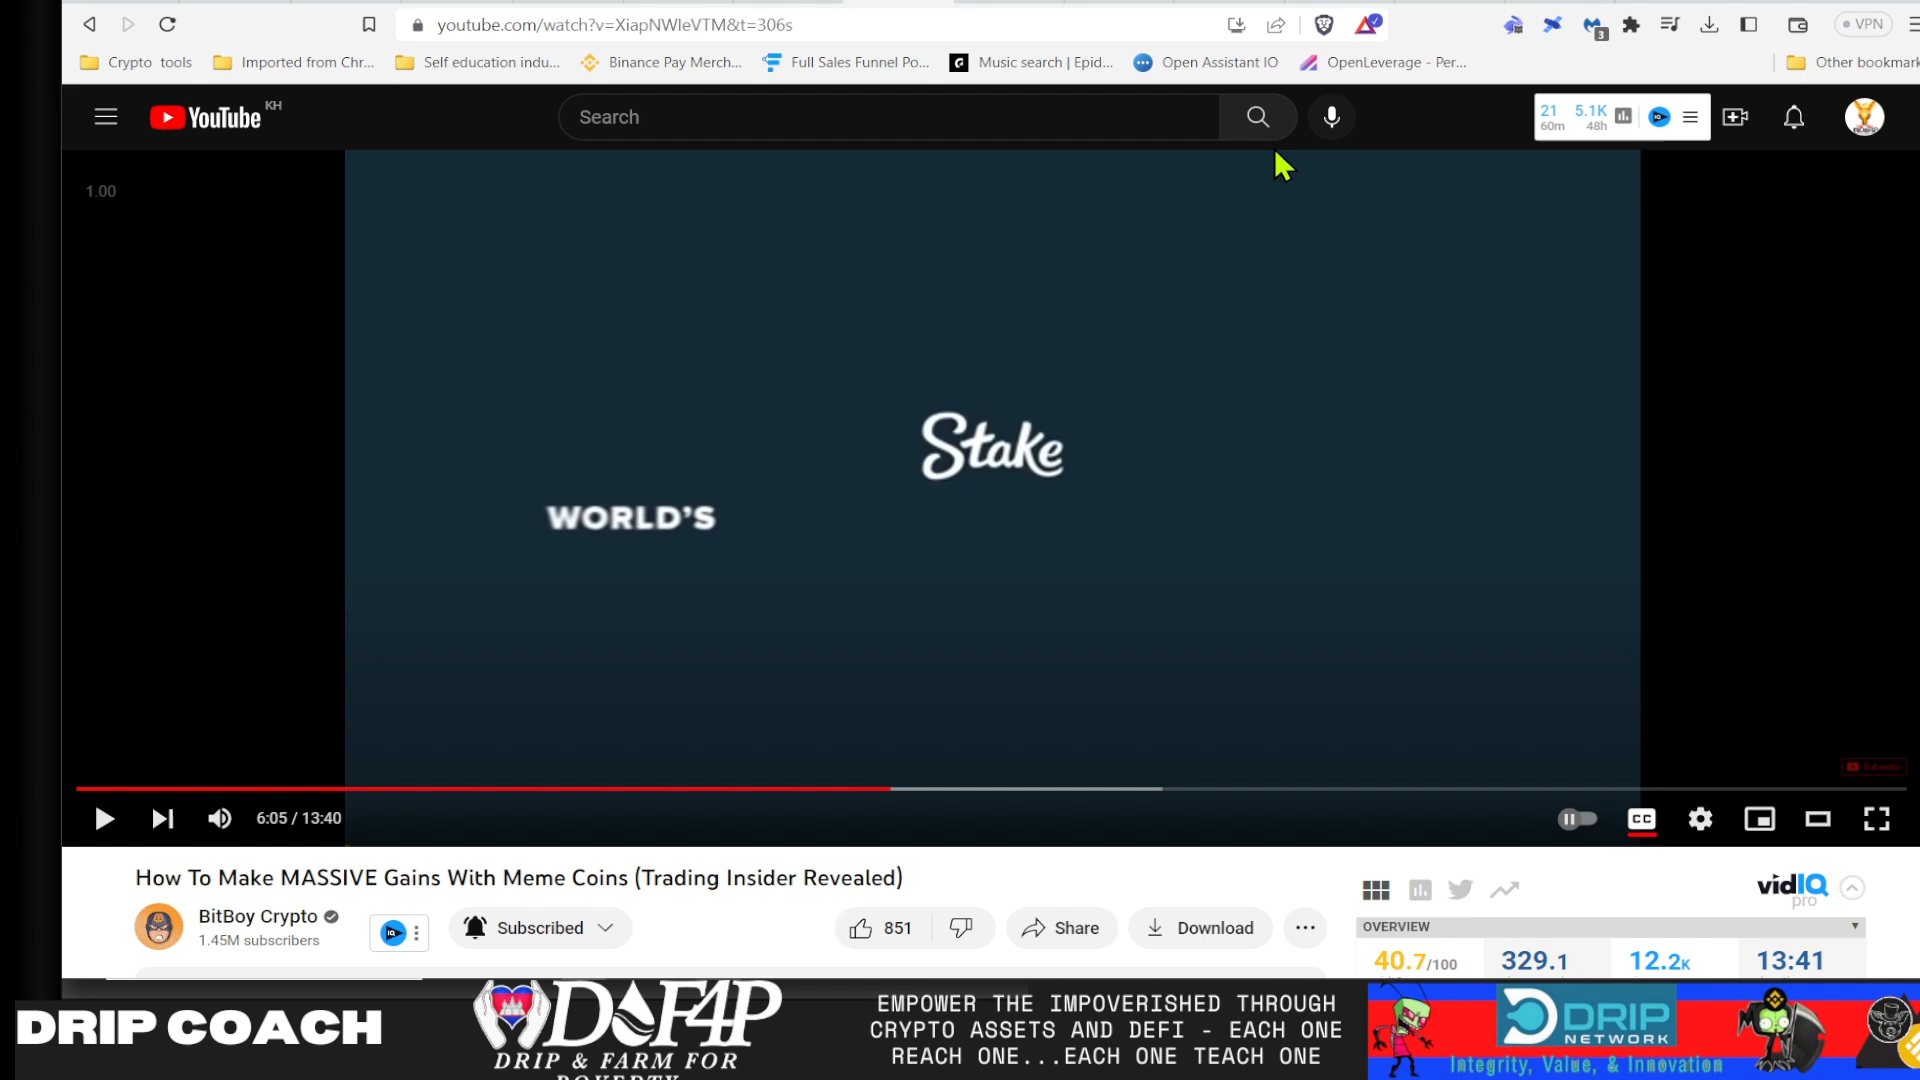 youtube.com/watch?v=XiapNWIeVTM&t=306s
3
VPN
Crypto tools
Imported from Chr...
Self education indu...
Binance Pay Merch...
Full Sales Funnel Po...
Music search | Epid...
Open Assistant IO
OpenLeverage - Per...
Other bookmark
YouTube KH
Search
21 5.1K
60m 48h
1.00
Stake
WORLD'S
6:05 / 13:40
CC
How To Make MASSIVE Gains With Meme Coins (Trading Insider Revealed)
BitBoy Crypto
1.45M subscribers
Subscribed
851
Share
Download
vidIQ
pro
OVERVIEW
40.7/100
329.1
12.2K
13:41
DRIP COACH
DOF4P
DRIP & FARM FOR
POVERTY
EMPOWER THE IMPOVERISHED THROUGH
CRYPTO ASSETS AND DEFI - EACH ONE
REACH ONE...EACH ONE TEACH ONE
DRIP
NETWORK
Integrity, Value, & Innovation